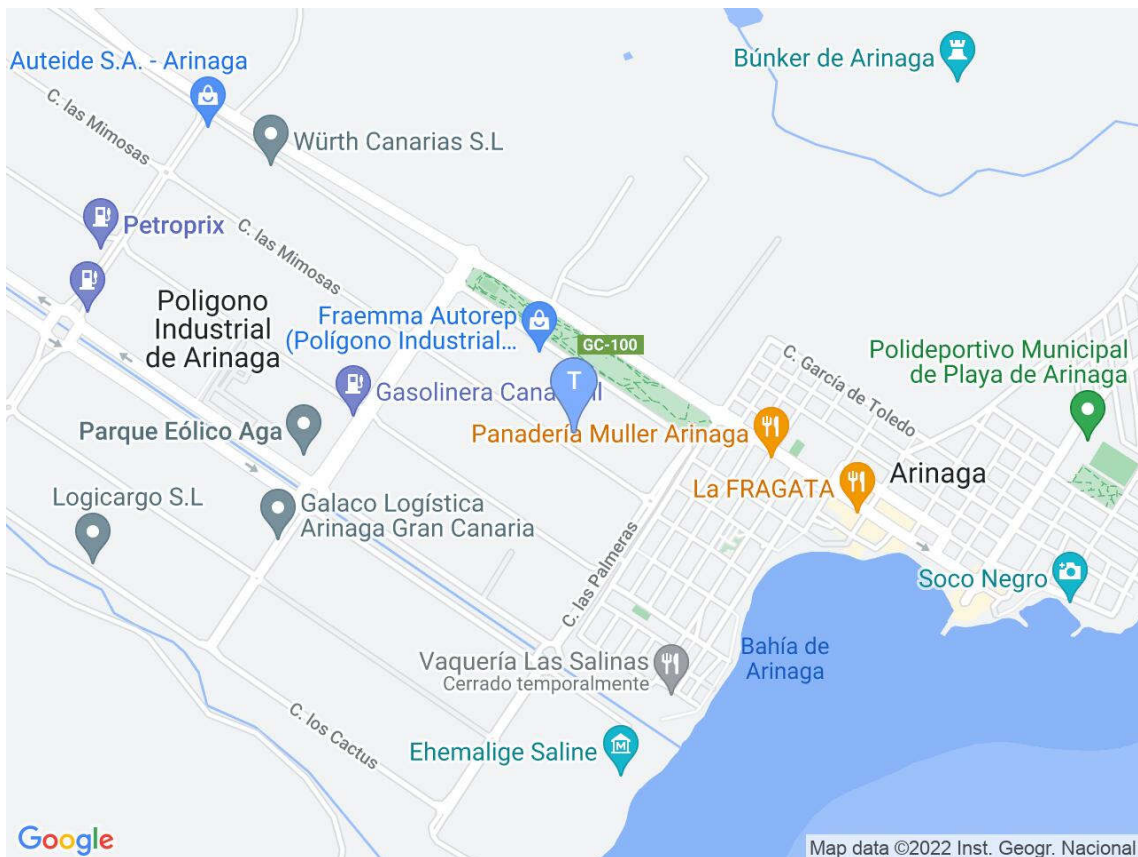 Búnker de Arinaga
Auteide S.A. - Arinaga
C. las Mimosas
Würth Canarias S.L
Petroprix
C. las Mimosas
Poligono
Industrial
de Arinaga
Fraemma Autorep
(Polígono Industrial...
GC-100
T
C. García de Toledo
Polideportivo Municipal
de Playa de Arinaga
Gasolinera Cana
Parque Eólico Aga
Panadería Muller Arinaga
La FRAGATA
Arinaga
Logicargo S.L
Galaco Logística
Arinaga Gran Canaria
C. las Palmeras
Soco Negro
Bahía de
Arinaga
Vaquería Las Salinas
Cerrado temporalmente
C. los Cactus
Ehemalige Saline
M
Google
Map data ©2022 Inst. Geogr. Nacional